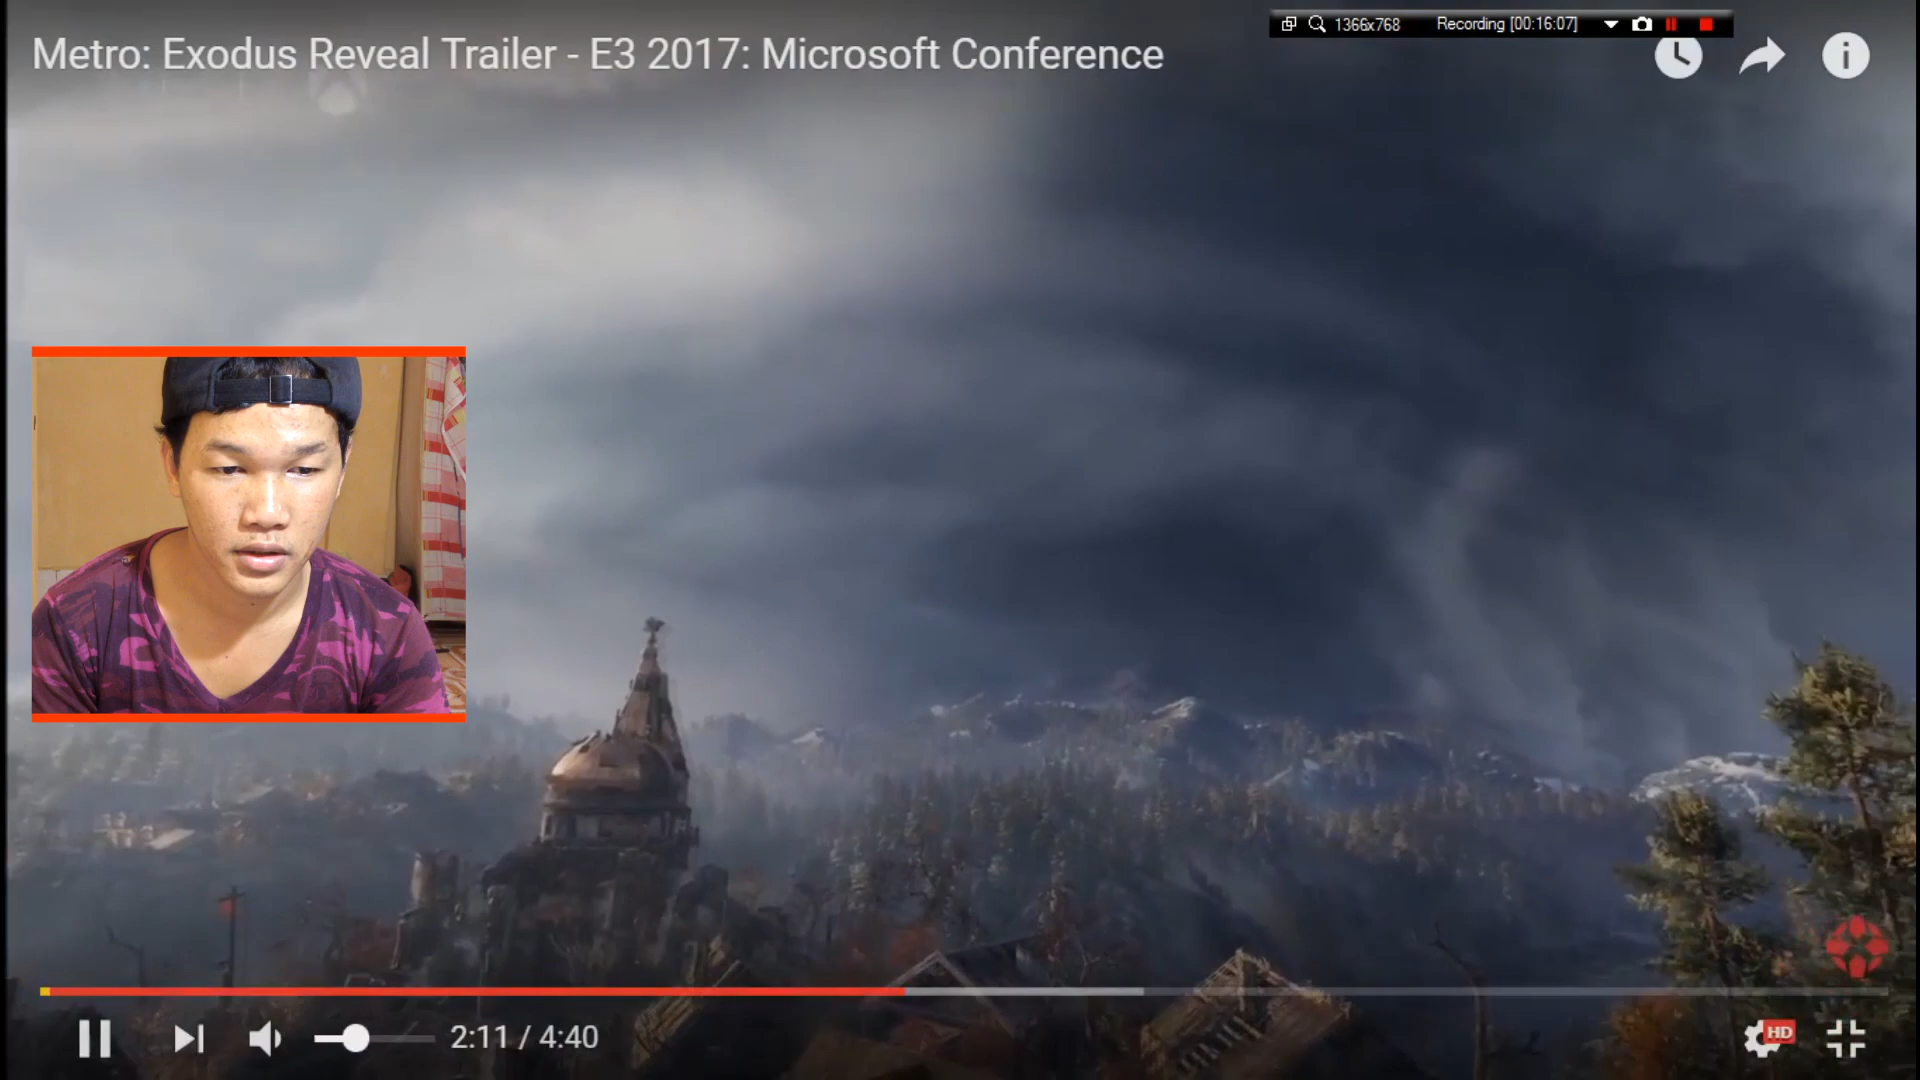 1366x768 Recording [00:16:07]
Metro: Exodus Reveal Trailer - E3 2017: Microsoft Conference
2:11 / 4:40
HD